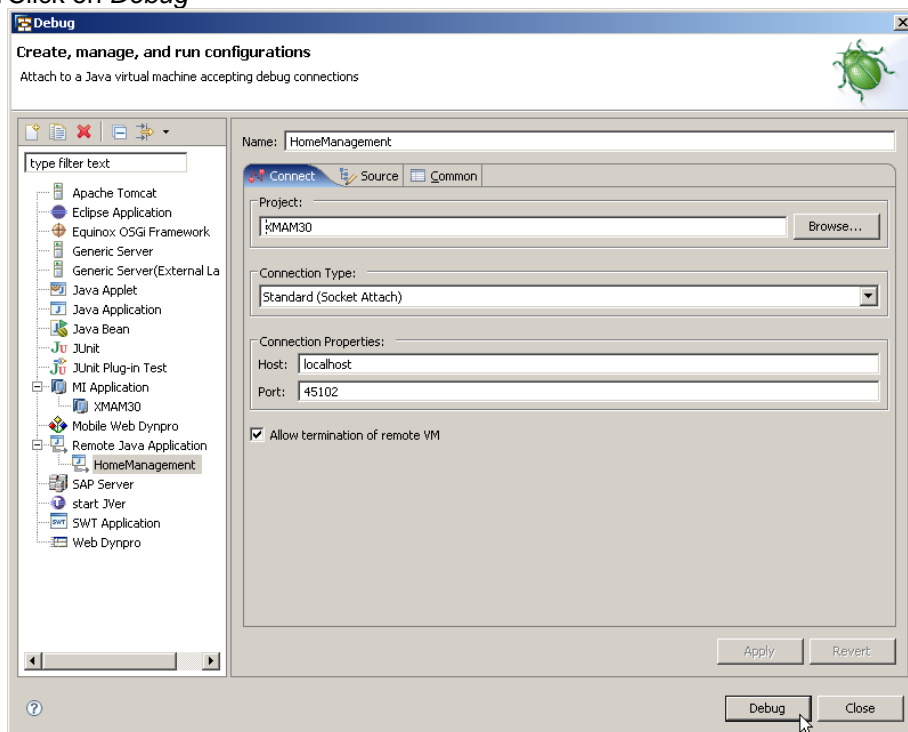 Click on Debug
Debug
Create, manage, and run configurations
Attach to a Java virtual machine accepting debug connections
type filter text
Apache Tomcat
Eclipse Application
Equinox OSGi Framework
Generic Server
Generic Server(External La
Java Applet
Java Application
Java Bean
JUnit
JUnit Plug-in Test
MI Application
XMAM30
Mobile Web Dynpro
Remote Java Application
HomeManagement
SAP Server
start JVer
SWT Application
Web Dynpro
Name: HomeManagement
Connect Source Common
Project:
XMAM30 Browse...
Connection Type:
Standard (Socket Attach)
Connection Properties:
Host: localhost
Port: 45102
Allow termination of remote VM
Apply Revert
Debug Close